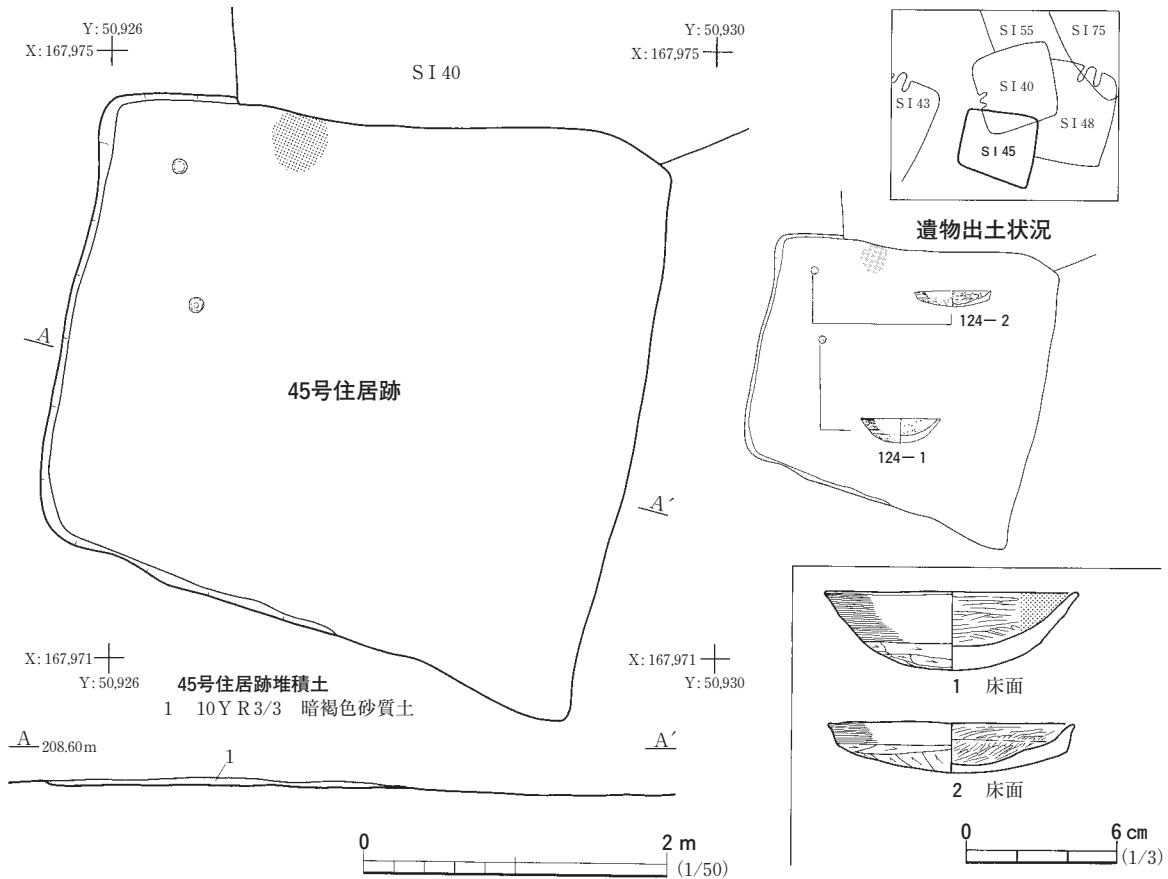 Y: 50,926
X: 167,975
Y: 50,930
X: 167,975
S I 40
S I 55
S I 75
S I 40
S I 43
S I 48
S I 45
遺物出土状況
124－2
124－1
A
45号住居跡
A′
X: 167,971
Y: 50,926
X: 167,971
Y: 50,930
45号住居跡堆積土
1 10Y R 3/3 暗褐色砂質土
A 208.60m
A′
1
0 2 m
(1/50)
1 床面
2 床面
0 6 cm
(1/3)